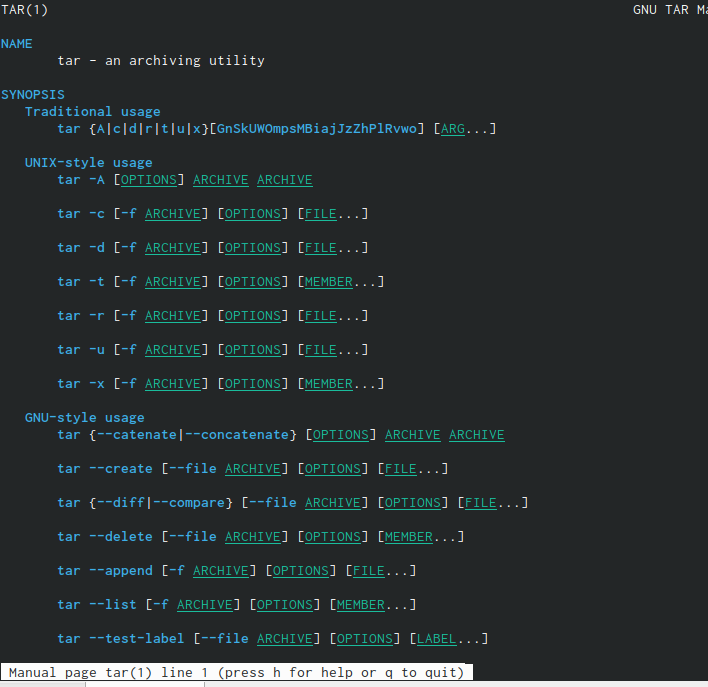 TAR(1) GNU TAR Ma
NAME
tar - an archiving utility
SYNOPSIS
Traditional usage
tar {A|c|d|r|t|u|x}[GnSkUWOmpsMBiajJzZhPlRvwo] [ARG...]
UNIX-style usage
tar -A [OPTIONS] ARCHIVE ARCHIVE
tar -c [-f ARCHIVE] [OPTIONS] [FILE...]
tar -d [-f ARCHIVE] [OPTIONS] [FILE...]
tar -t [-f ARCHIVE] [OPTIONS] [MEMBER...]
tar -r [-f ARCHIVE] [OPTIONS] [FILE...]
tar -u [-f ARCHIVE] [OPTIONS] [FILE...]
tar -x [-f ARCHIVE] [OPTIONS] [MEMBER...]
GNU-style usage
tar {--catenate|--concatenate} [OPTIONS] ARCHIVE ARCHIVE
tar --create [--file ARCHIVE] [OPTIONS] [FILE...]
tar {--diff|--compare} [--file ARCHIVE] [OPTIONS] [FILE...]
tar --delete [--file ARCHIVE] [OPTIONS] [MEMBER...]
tar --append [-f ARCHIVE] [OPTIONS] [FILE...]
tar --list [-f ARCHIVE] [OPTIONS] [MEMBER...]
tar --test-label [--file ARCHIVE] [OPTIONS] [LABEL...]
Manual page tar(1) line 1 (press h for help or q to quit)